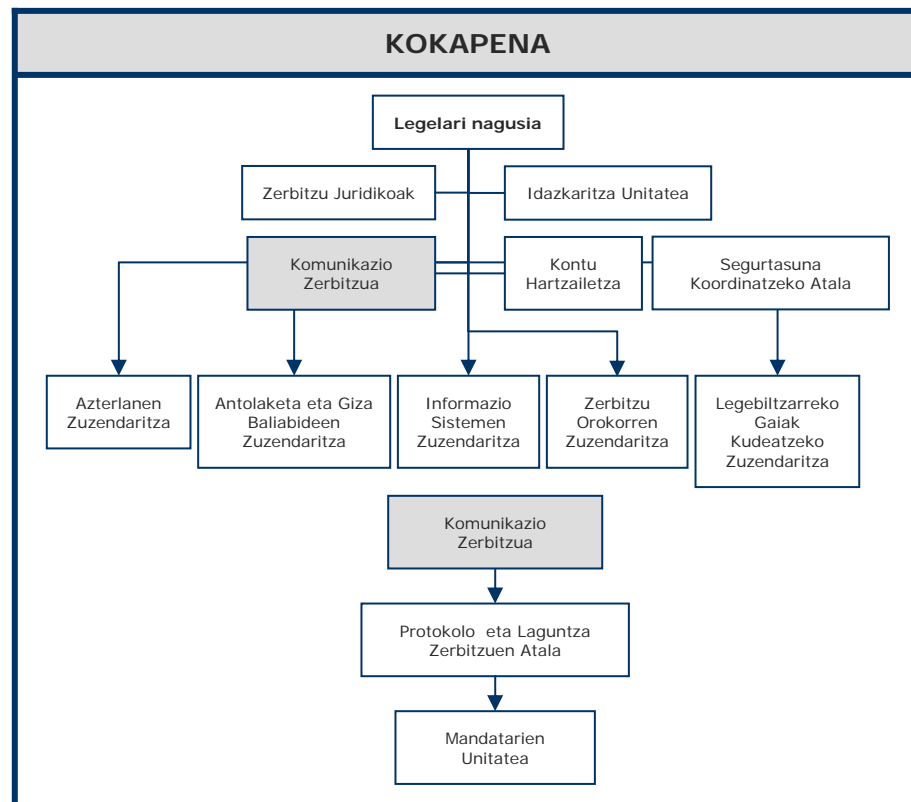 KOKAPENA
Legelari nagusia
Zerbitzu Juridikoak
Idazkaritza Unitatea
Komunikazio
Zerbitzua
Kontu
Hartzailetza
Segurtasuna
Koordinatzeko Atala
Azterlanen
Zuzendaritza
Antolaketa eta Giza
Baliabideen
Zuzendaritza
Informazio
Sistemen
Zuzendaritza
Zerbitzu
Orokorren
Zuzendaritza
Legebiltzarreko
Gaiak
Kudeatzeko
Zuzendaritza
Komunikazio
Zerbitzua
Protokolo eta Laguntza
Zerbitzuen Atala
Mandatarien
Unitatea